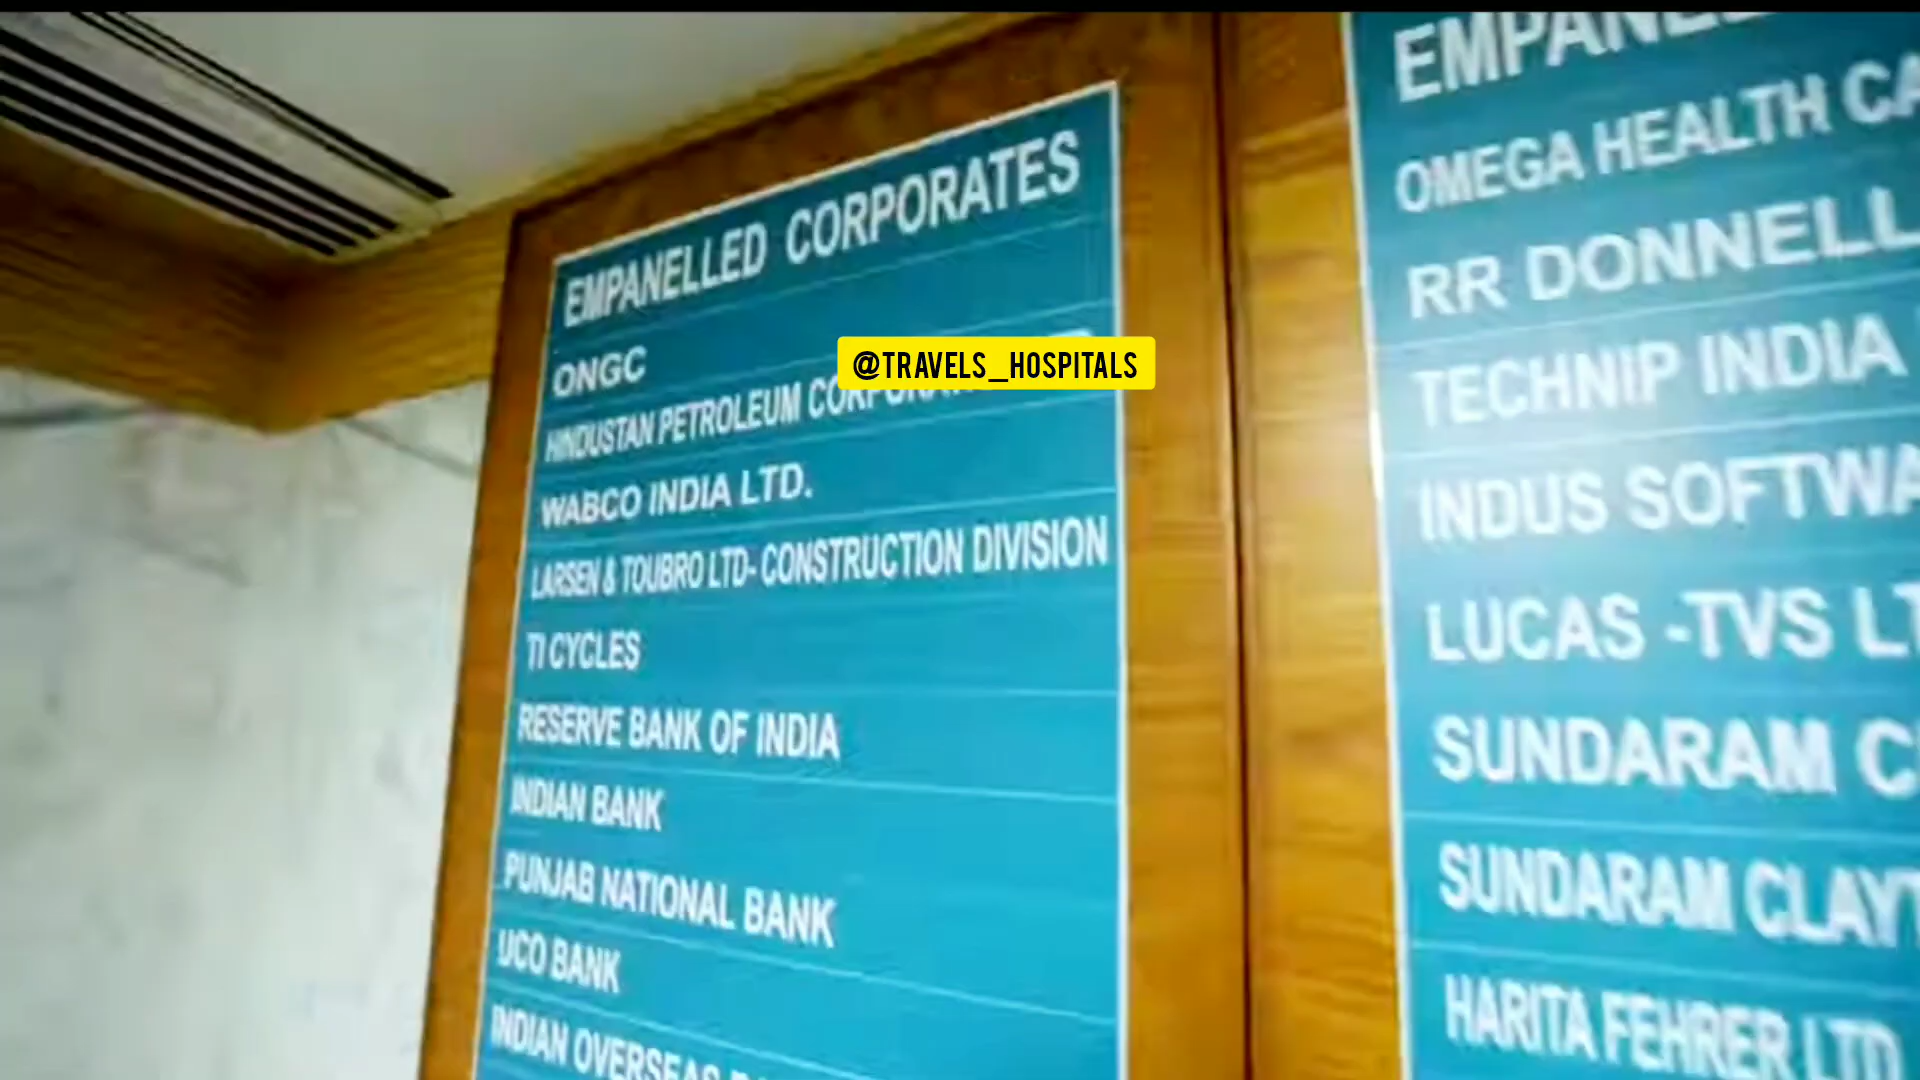 EMPANELLED CORPORATES
ONGC
@TRAVELS_HOSPITALS
HINDUSTAN PETROLEUM
WABCO INDIA LTD.
LARSEN & TOUBRO LTD- CONSTRUCTION DIVISION
TI CYCLES
RESERVE BANK OF INDIA
INDIAN BANK
PUNJAB NATIONAL BANK
UCO BANK
INDIAN OVERSEAS
OMEGA HEALTH
RR
TECHNIP INDIA
INDUS
LUCAS -TVS
SUNDARAM
SUNDARAM
HARITA FEHRER LTD